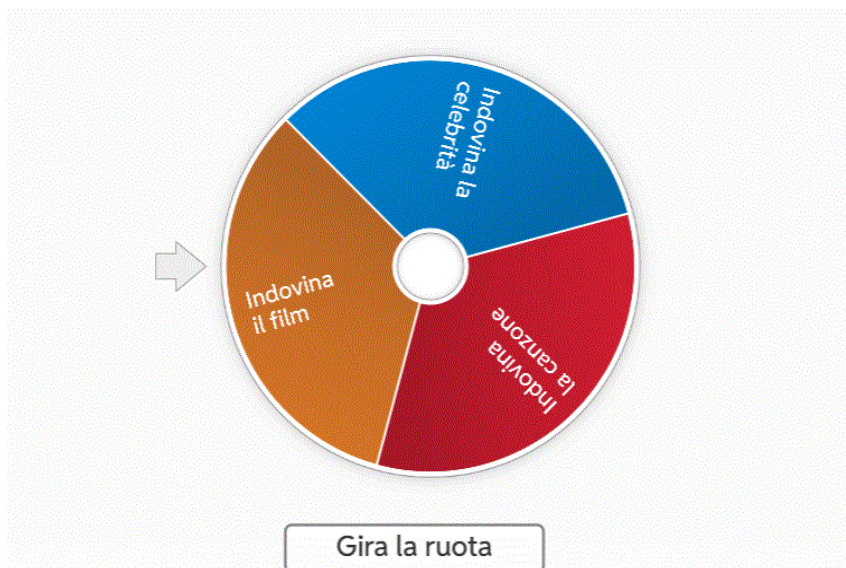 Indovina la
celebrità
Indovina
il film
Indovina
la canzone
Gira la ruota